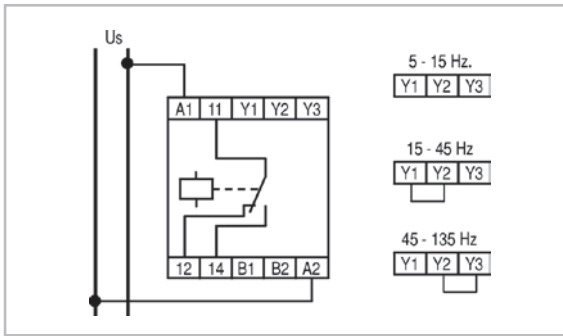 Us
A1 11 Y1 Y2 Y3
12 14 B1 B2 A2
5 - 15 Hz.
Y1 Y2 Y3
15 - 45 Hz
Y1 Y2 Y3
45 - 135 Hz
Y1 Y2 Y3